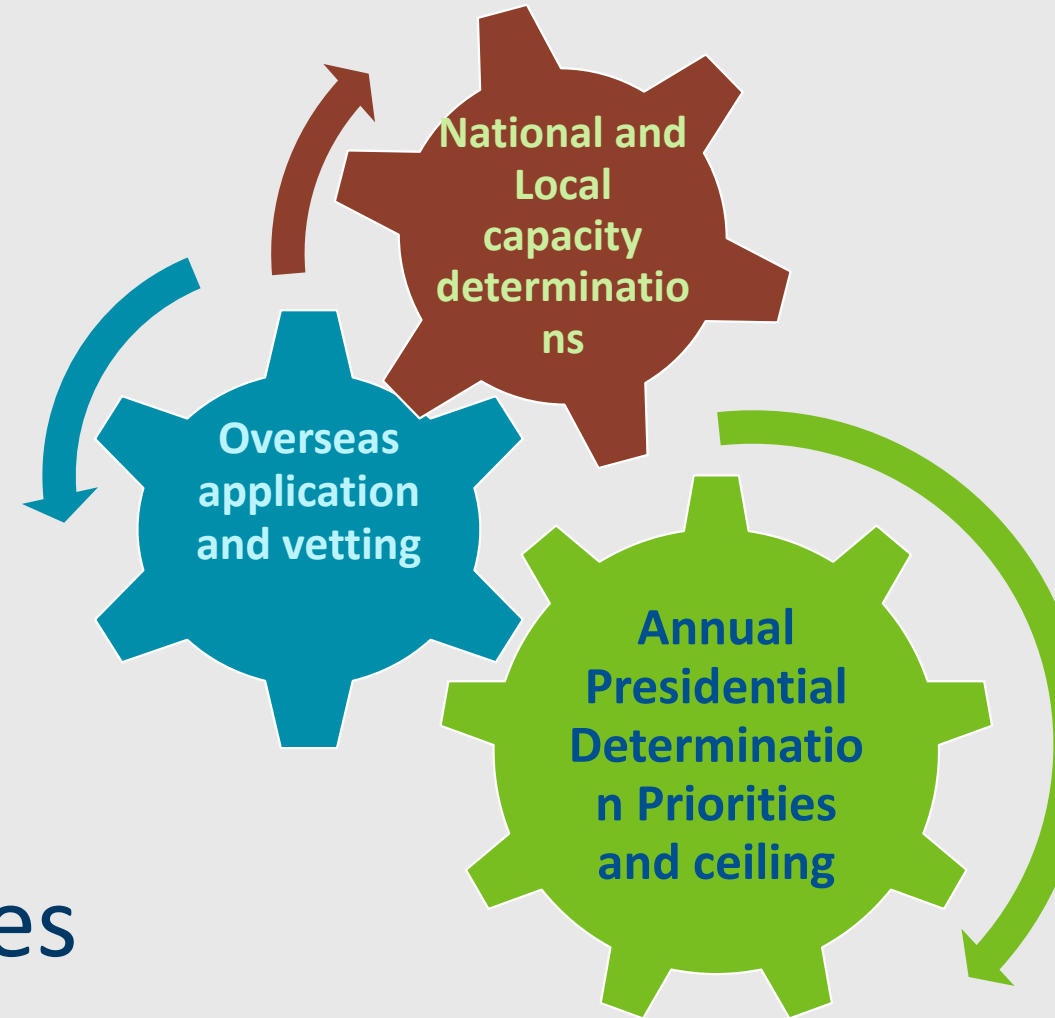 National and
Local
capacity
determinatio
ns
Overseas
application
and vetting
Annual
Presidential
Determinatio
n Priorities
and ceiling
es